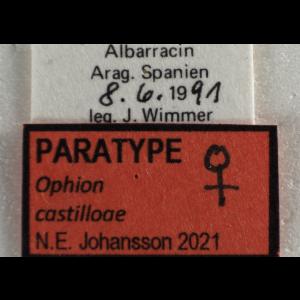 Albarracin
Arag. Spanien
8.6.1991
leg. J. Wimmer
PARATYPE ♀
Ophion
castilloae
N.E. Johansson 2021